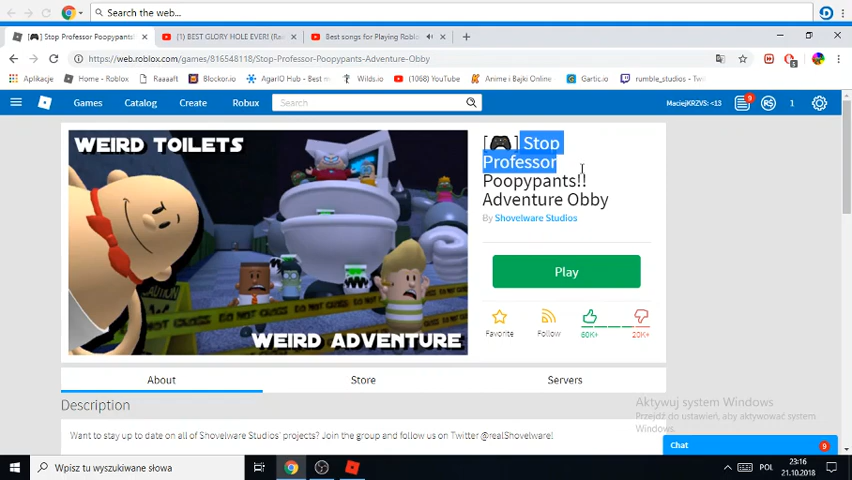 Search the web...
[🎮] Stop Professor Poopypants!
(1) BEST GLORY HOLE EVER! (Ra
Best songs for Playing Roblo
https://web.roblox.com/games/816548118/Stop-Professor-Poopypants-Adventure-Obby
Aplikacje
Home - Roblox
Raaaft
Blockor.io
AgarIO Hub - Best m
Wilds.io
(1068) YouTube
Anime i Bajki Online
Gartic.io
rumble_studios - Tw
Games
Catalog
Create
Robux
Search
MaciejKRZVS: <13
9
1
WEIRD TOILETS
CAUTION
WEIRD ADVENTURE
[🎮] Stop
Professor
Poopypants!!
Adventure Obby
By Shovelware Studios
Play
Favorite
Follow
60K+
20K+
About
Store
Servers
Description
Aktywuj system Windows
Przejdź do ustawień, aby aktywować system
Windows.
Want to stay up to date on all of Shovelware Studios' projects? Join the group and follow us on Twitter @realShovelware!
Chat
9
Wpisz tu wyszukiwane słowa
POL
23:16
21.10.2018